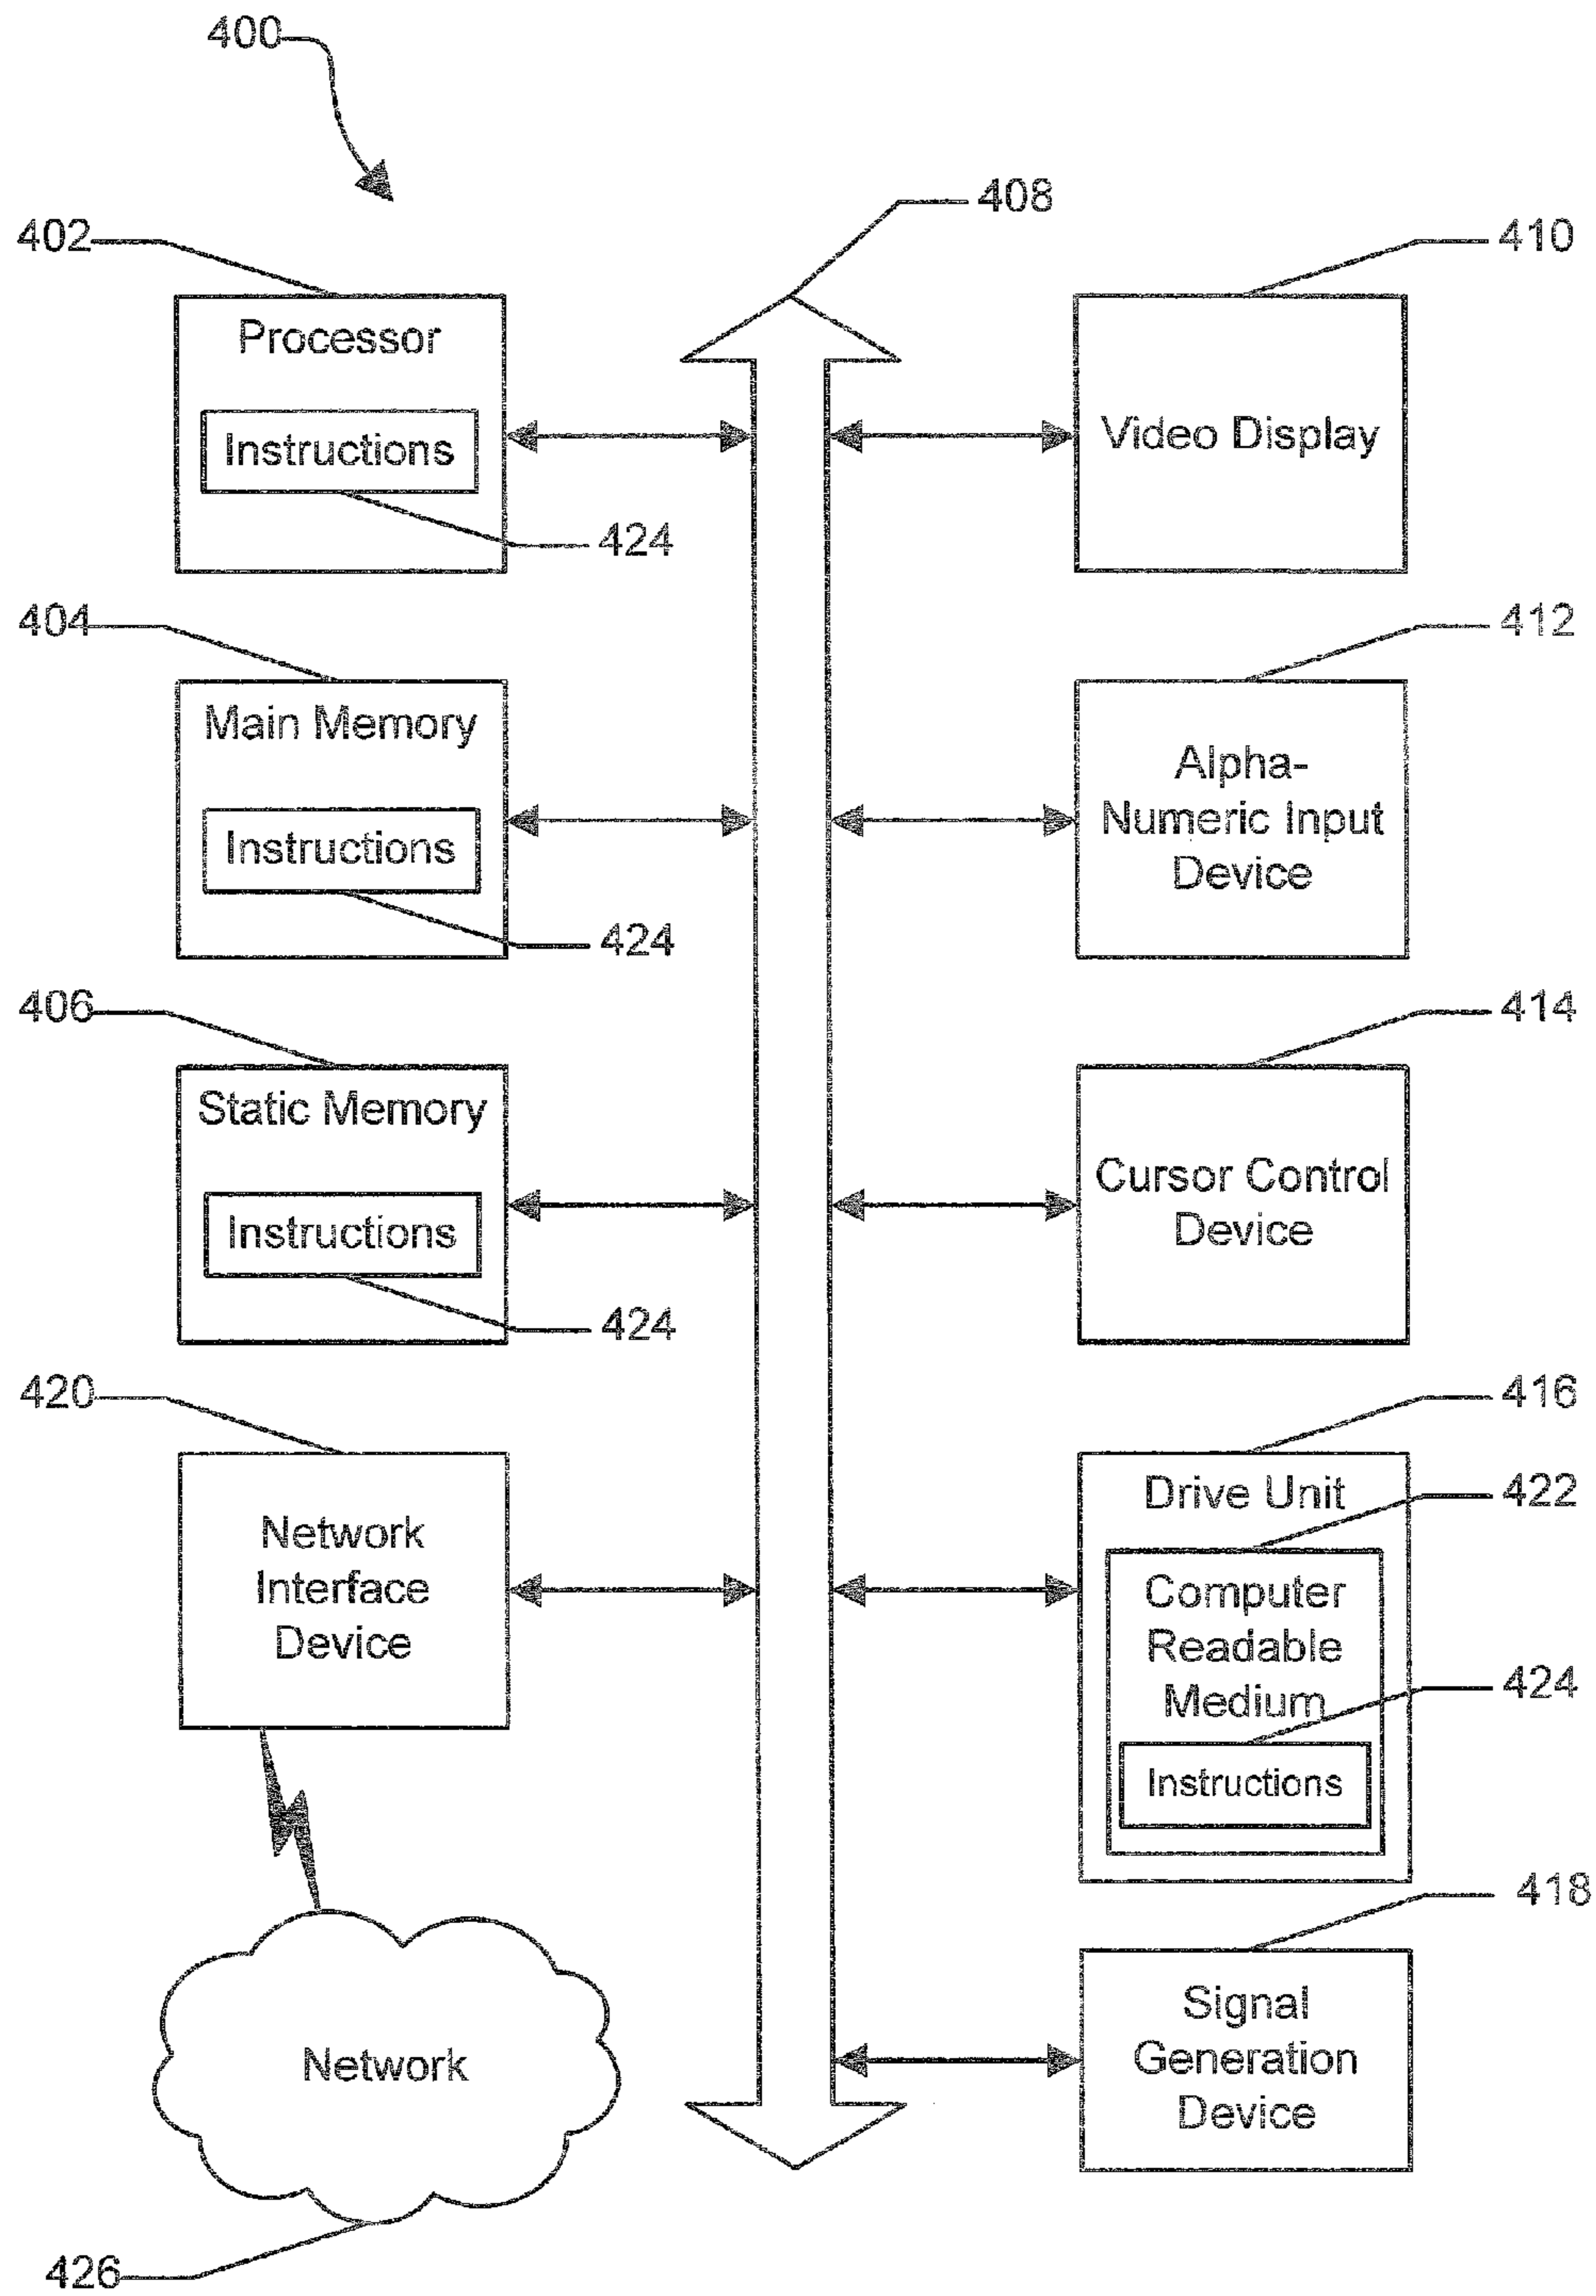 400
408
402
410
Processor
Instructions
424
Video Display
404
412
Main Memory
Instructions
424
Alpha-
Numeric Input
Device
406
414
Static Memory
Instructions
424
Cursor Control
Device
420
416
Network
Interface
Device
Drive Unit
422
Computer
Readable
Medium
424
Instructions
418
Signal
Generation
Device
Network
426